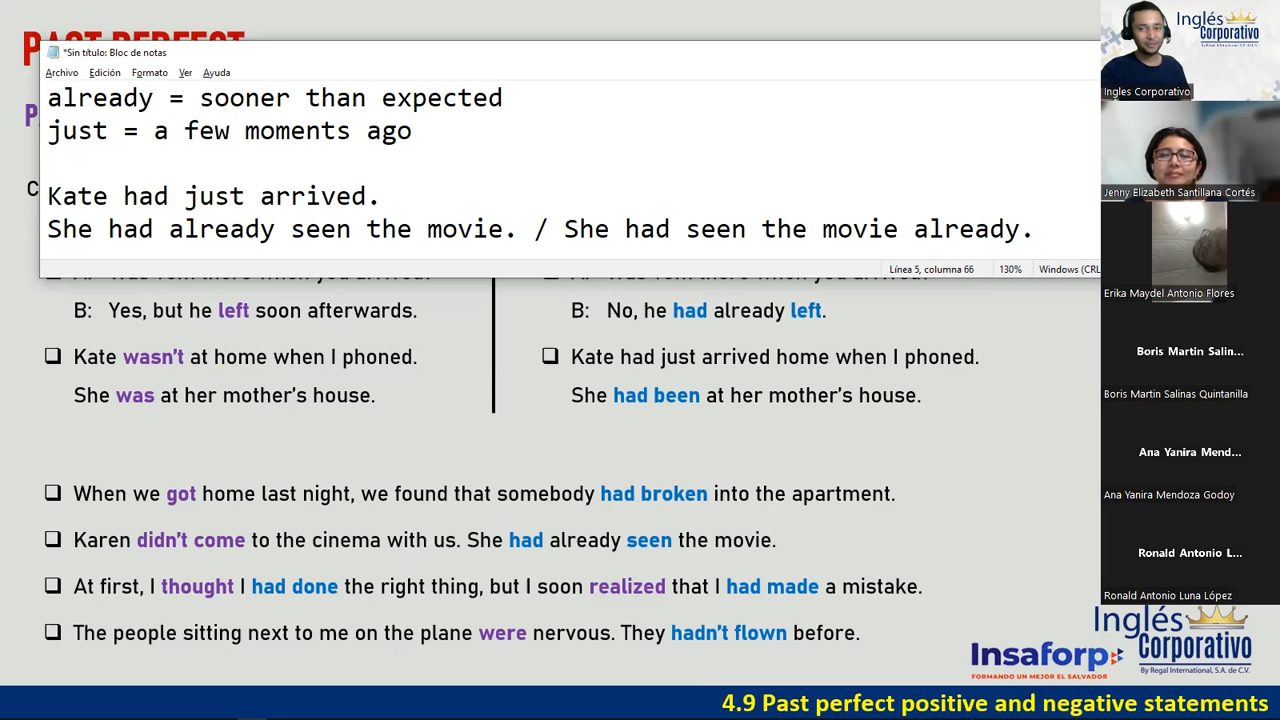 PAST PERFECT
*Sin título: Bloc de notas
Archivo Edición Formato Ver Ayuda
already = sooner than expected
just = a few moments ago
Kate had just arrived.
She had already seen the movie. / She had seen the movie already.
Línea 5, columna 66 130% Windows (CRL
B: Yes, but he left soon afterwards.
❑ Kate wasn't at home when I phoned.
She was at her mother's house.
B: No, he had already left.
❑ Kate had just arrived home when I phoned.
She had been at her mother's house.
❑ When we got home last night, we found that somebody had broken into the apartment.
❑ Karen didn't come to the cinema with us. She had already seen the movie.
❑ At first, I thought I had done the right thing, but I soon realized that I had made a mistake.
❑ The people sitting next to me on the plane were nervous. They hadn't flown before.
Insaforp
FORMANDO UN MEJOR EL SALVADOR
Inglés
Corporativo
By Regal International, S.A. de C.V.
4.9 Past perfect positive and negative statements
Inglés
Corporativo
Ingles Corporativo
Jenny Elizabeth Santillana Cortés
Erika Maydel Antonio Flores
Boris Martin Salin...
Boris Martin Salinas Quintanilla
Ana Yanira Mend...
Ana Yanira Mendoza Godoy
Ronald Antonio L...
Ronald Antonio Luna López